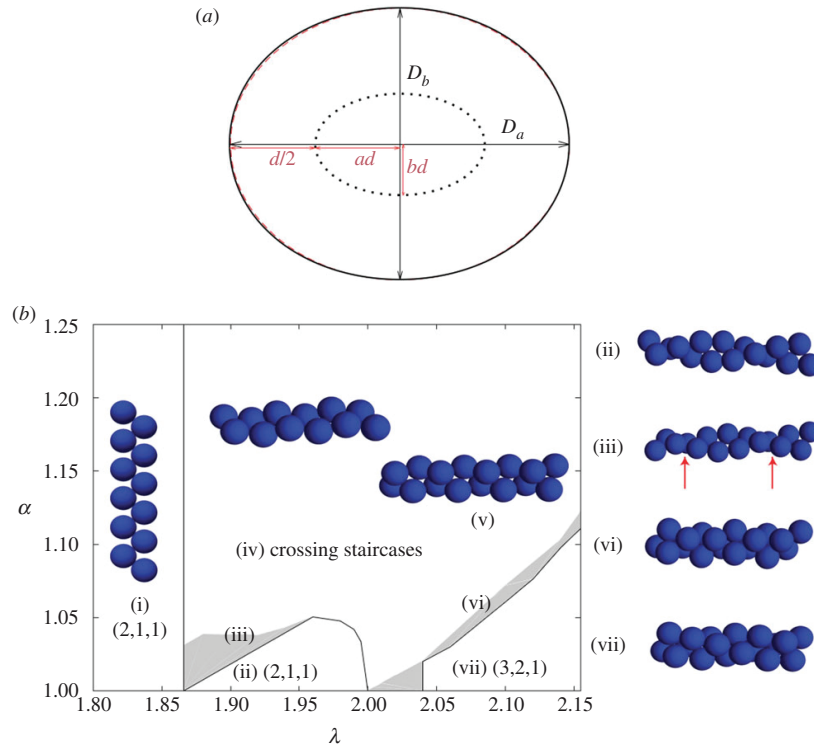 (a)
D_b
D_a
d/2
ad
bd
(b)
1.25
1.20
1.15
α
1.10
1.05
1.00
(i)
(2,1,1)
(iv) crossing staircases
(v)
(iii)
(ii) (2,1,1)
(vi)
(vii) (3,2,1)
1.80
1.85
1.90
1.95
2.00
2.05
2.10
2.15
λ
(ii)
(iii)
(vi)
(vii)